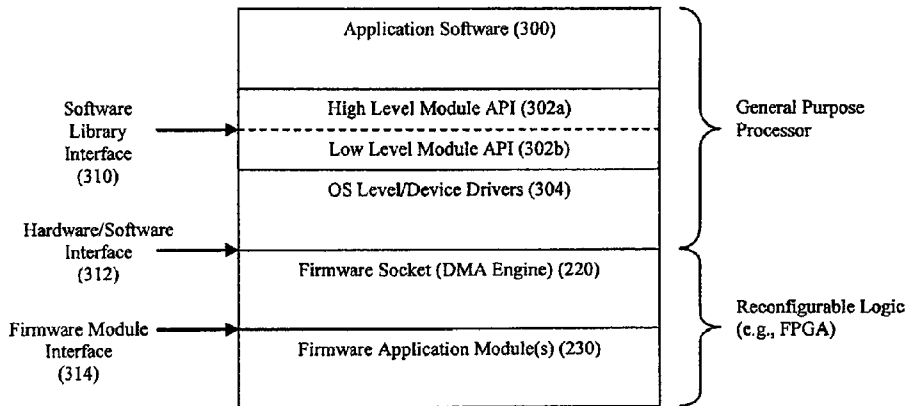 Application Software (300)
High Level Module API (302a)
Low Level Module API (302b)
OS Level/Device Drivers (304)
Firmware Socket (DMA Engine) (220)
Firmware Application Module(s) (230)
Software
Library
Interface
(310)
Hardware/Software
Interface
(312)
Firmware Module
Interface
(314)
General Purpose
Processor
Reconfigurable Logic
(e.g., FPGA)